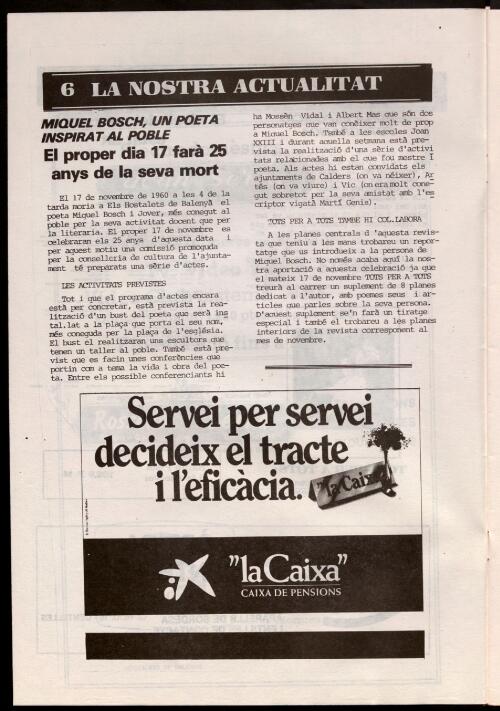 6 LA NOSTRA ACTUALITAT
MIQUEL BOSCH, UN POETA
INSPIRAT AL POBLE
El proper dia 17 farà 25
anys de la seva mort
El 17 de novembre de 1960 a les 4 de la
tarda moria a Els Hostalets de Balenyà el
poeta Miquel Bosch i Jover, més conegut al
poble per la seva activitat docent que per
la literaria. El proper 17 de novembre es
celebraran els 25 anys d'aquesta data i
per aquest motiu una comissió promoguda
per la conselleria de cultura de l'ajunta-
ment té preparats una sèrie d'actes.
LES ACTIVITATS PREVISTES
Tot i que el programa d'actes encara
està per concretar, està prevista la rea-
lització d'un bust del poeta que serà ins
tal.lat a la plaça que porta el seu nom,
més coneguda per la plaça de l'església.
El bust el realitzaran uns escultors que
tenen un taller al poble. També està pre-
vist que es facin unes conferències que
portin com a tema la vida i obra del poe-
ta. Entre els possible conferenciants hi
ha Mossèn Vidal i Albert Mas que són dos
personatges que van conèixer molt de prop
a Miquel Bosch. També a les escoles Joan
XXIII i durant aquella setmana està pre-
vista la realització d'una sèrie d'activi
tats relacionades amb el que fou mestre i
poeta. Als actes hi estan convidats els
ajuntaments de Calders (on va néixer), Ar
tés (on va viure) i Vic (on era molt cone-
gut sobretot per la seva amistat amb l'es
criptor vigatà Martí Genís).
TOTS PER A TOTS TAMBE HI COL.LABORA
A les planes centrals d 'aquesta revis-
ta que teniu a les mans trobareu un repor-
tatge que us introdueix a la persona de
Miquel Bosch. No només acaba aquí la nos-
tra aportació a aquesta celebració ja que
el mateix 17 de novembre TOTS PER A TOTS
treurà al carrer un suplement de 8 planes
dedicat a l'autor, amb poemes seus i ar-
ticles que parlen sobre la seva persona.
D'aquest suplement se'n farà un tiratge
especial i també el trobareu a les planes
interiors de la revista corresponent al
mes de novembre.
Servei per servei
decideix el tracte
i l'eficàcia.
"la Caixa"
"la Caixa"
CAIXA DE PENSIONS